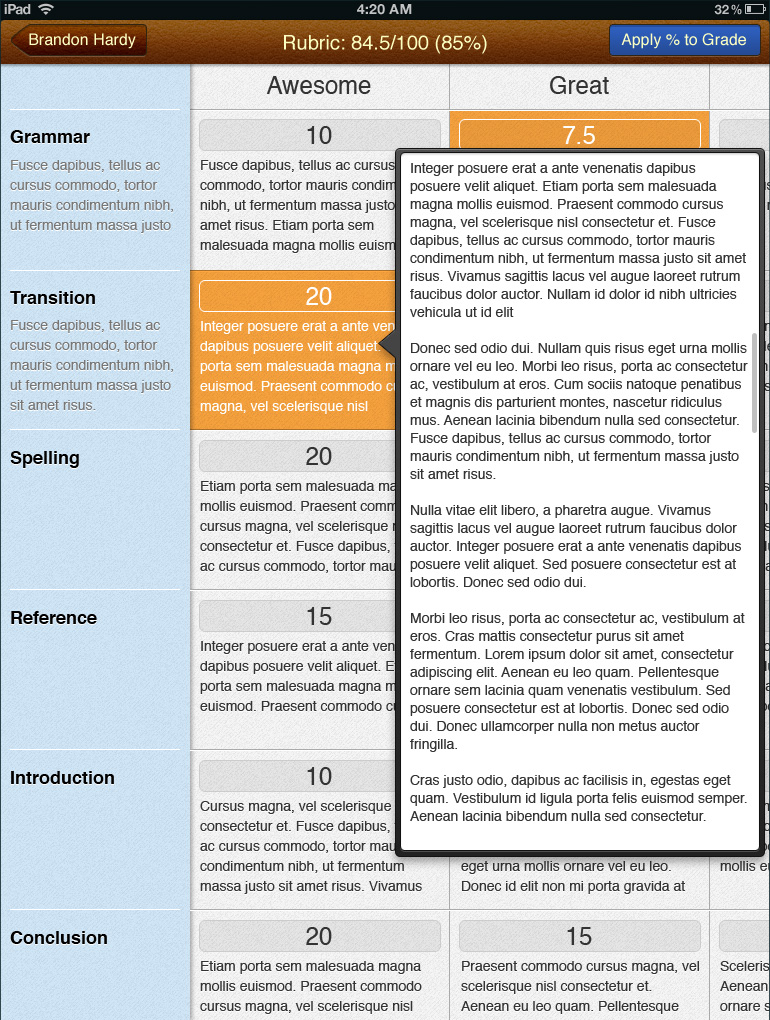 iPad 4:20 AM 32%
Brandon Hardy Rubric: 84.5/100 (85%) Apply % to Grade
Awesome Great
Grammar
Fusce dapibus, tellus ac
cursus commodo, tortor
mauris condimentum nibh,
ut fermentum massa justo
10
Fusce dapibus, tellus ac cursus
commodo, tortor mauris
nibh, ut fermentum massa justo
amet risus. Etiam porta sem
malesuada magna mollis
7.5
Transition
Fusce dapibus, tellus ac
cursus commodo, tortor
mauris condimentum nibh,
ut fermentum massa justo
sit amet risus.
20
Integer posuere erat a ante
dapibus posuere velit aliquet
porta sem malesuada magna
euismod. Praesent commodo
magna, vel scelerisque nisl
Spelling
20
Etiam porta sem malesuada
mollis euismod. Praesent
cursus magna, vel scelerisque
consectetur et. Fusce dapibus,
ac cursus commodo, tortor
Reference
15
Integer posuere erat a ante
dapibus posuere velit aliquet.
porta sem malesuada magna
euismod. Praesent commodo
Introduction
10
Cursus magna, vel scelerisque
consectetur et. Fusce dapibus,
ac cursus commodo, tortor
condimentum nibh, ut fermentum
massa justo sit amet risus. Vivamus
eget urna mollis ornare vel eu leo.
Donec id elit non mi porta gravida at
mollis
Conclusion
20
Etiam porta sem malesuada magna
mollis euismod. Praesent commodo
cursus magna, vel scelerisque nisl
15
Praesent commodo cursus magna, vel
scelerisque nisl consectetur et.
Aenean eu leo quam. Pellentesque
Aenean
ornare
Integer posuere erat a ante venenatis dapibus
posuere velit aliquet. Etiam porta sem malesuada
magna mollis euismod. Praesent commodo cursus
magna, vel scelerisque nisl consectetur et. Fusce
dapibus, tellus ac cursus commodo, tortor mauris
condimentum nibh, ut fermentum massa justo sit amet
risus. Vivamus sagittis lacus vel augue laoreet rutrum
faucibus dolor auctor. Nullam id dolor id nibh ultricies
vehicula ut id elit
Donec sed odio dui. Nullam quis risus eget urna mollis
ornare vel eu leo. Morbi leo risus, porta ac consectetur
ac, vestibulum at eros. Cum sociis natoque penatibus
et magnis dis parturient montes, nascetur ridiculus
mus. Aenean lacinia bibendum nulla sed consectetur.
Fusce dapibus, tellus ac cursus commodo, tortor
mauris condimentum nibh, ut fermentum massa justo
sit amet risus.
Nulla vitae elit libero, a pharetra augue. Vivamus
sagittis lacus vel augue laoreet rutrum faucibus dolor
auctor. Integer posuere erat a ante venenatis dapibus
posuere velit aliquet. Sed posuere consectetur est at
lobortis. Donec sed odio dui.
Morbi leo risus, porta ac consectetur ac, vestibulum at
eros. Cras mattis consectetur purus sit amet
fermentum. Lorem ipsum dolor sit amet, consectetur
adipiscing elit. Aenean eu leo quam. Pellentesque
ornare sem lacinia quam venenatis vestibulum. Sed
posuere consectetur est at lobortis. Donec sed odio
dui. Donec ullamcorper nulla non metus auctor
fringilla.
Cras justo odio, dapibus ac facilisis in, egestas eget
quam. Vestibulum id ligula porta felis euismod semper.
Aenean lacinia bibendum nulla sed consectetur.